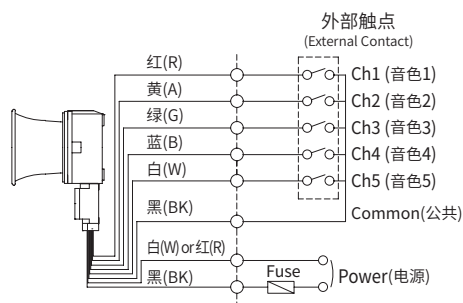 外部触点
(External Contact)
红(R)
Ch1 (音色1)
黄(A)
Ch2 (音色2)
绿(G)
Ch3 (音色3)
蓝(B)
Ch4 (音色4)
白(W)
Ch5 (音色5)
黑(BK)
Common(公共)
白(W)or红(R)
黑(BK)
Fuse
Power(电源)